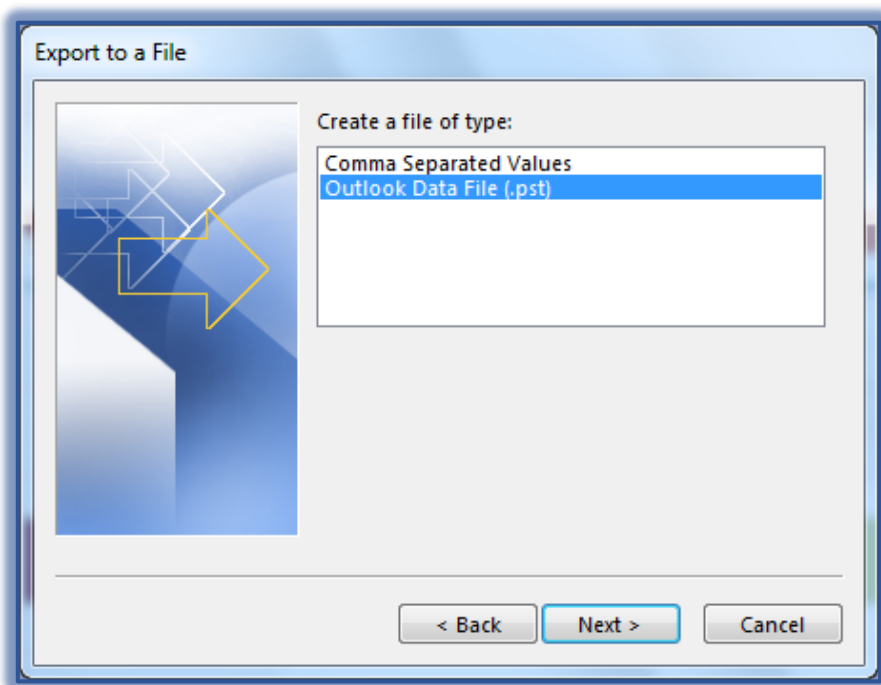 Export to a File
Create a file of type:
Comma Separated Values
Outlook Data File (.pst)
< Back
Next >
Cancel